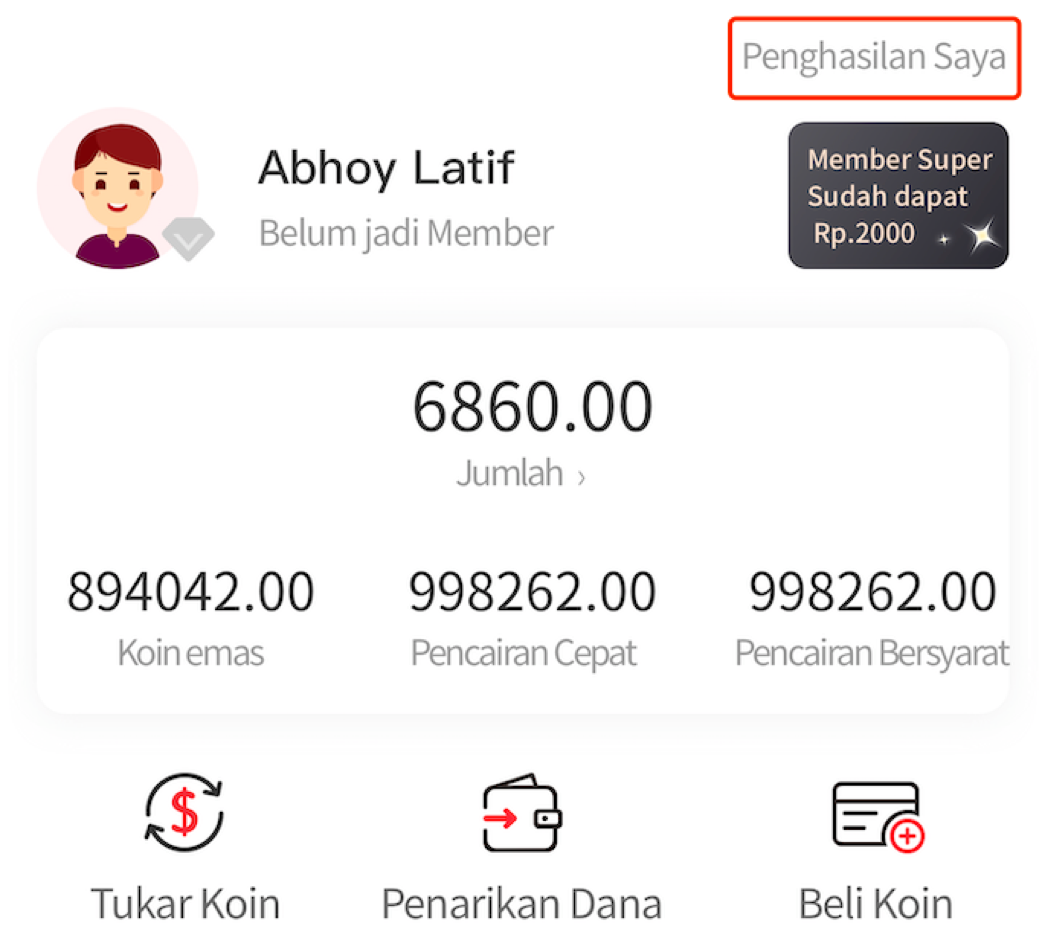 Penghasilan Saya
Abhoy Latif
Belum jadi Member
Member Super
Sudah dapat
Rp.2000
6860.00
Jumlah ›
894042.00 998262.00 998262.00
Koin emas Pencairan Cepat Pencairan Bersyarat
$
Tukar Koin Penarikan Dana Beli Koin